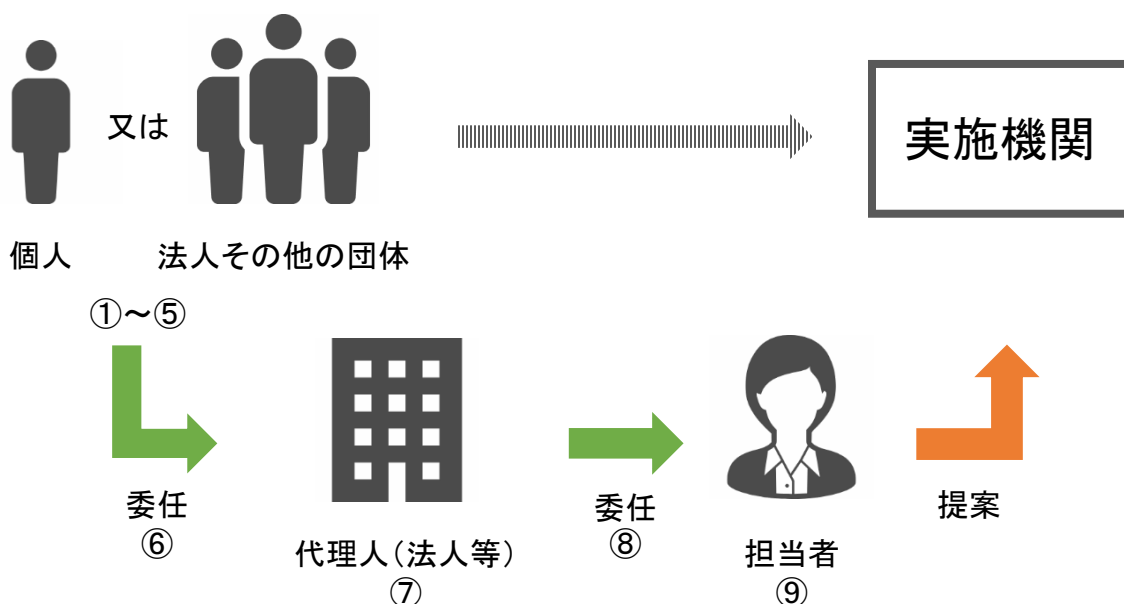 又は
実施機関
個人
法人その他の団体
①～⑤
委任
⑥
代理人（法人等）
⑦
委任
⑧
担当者
⑨
提案